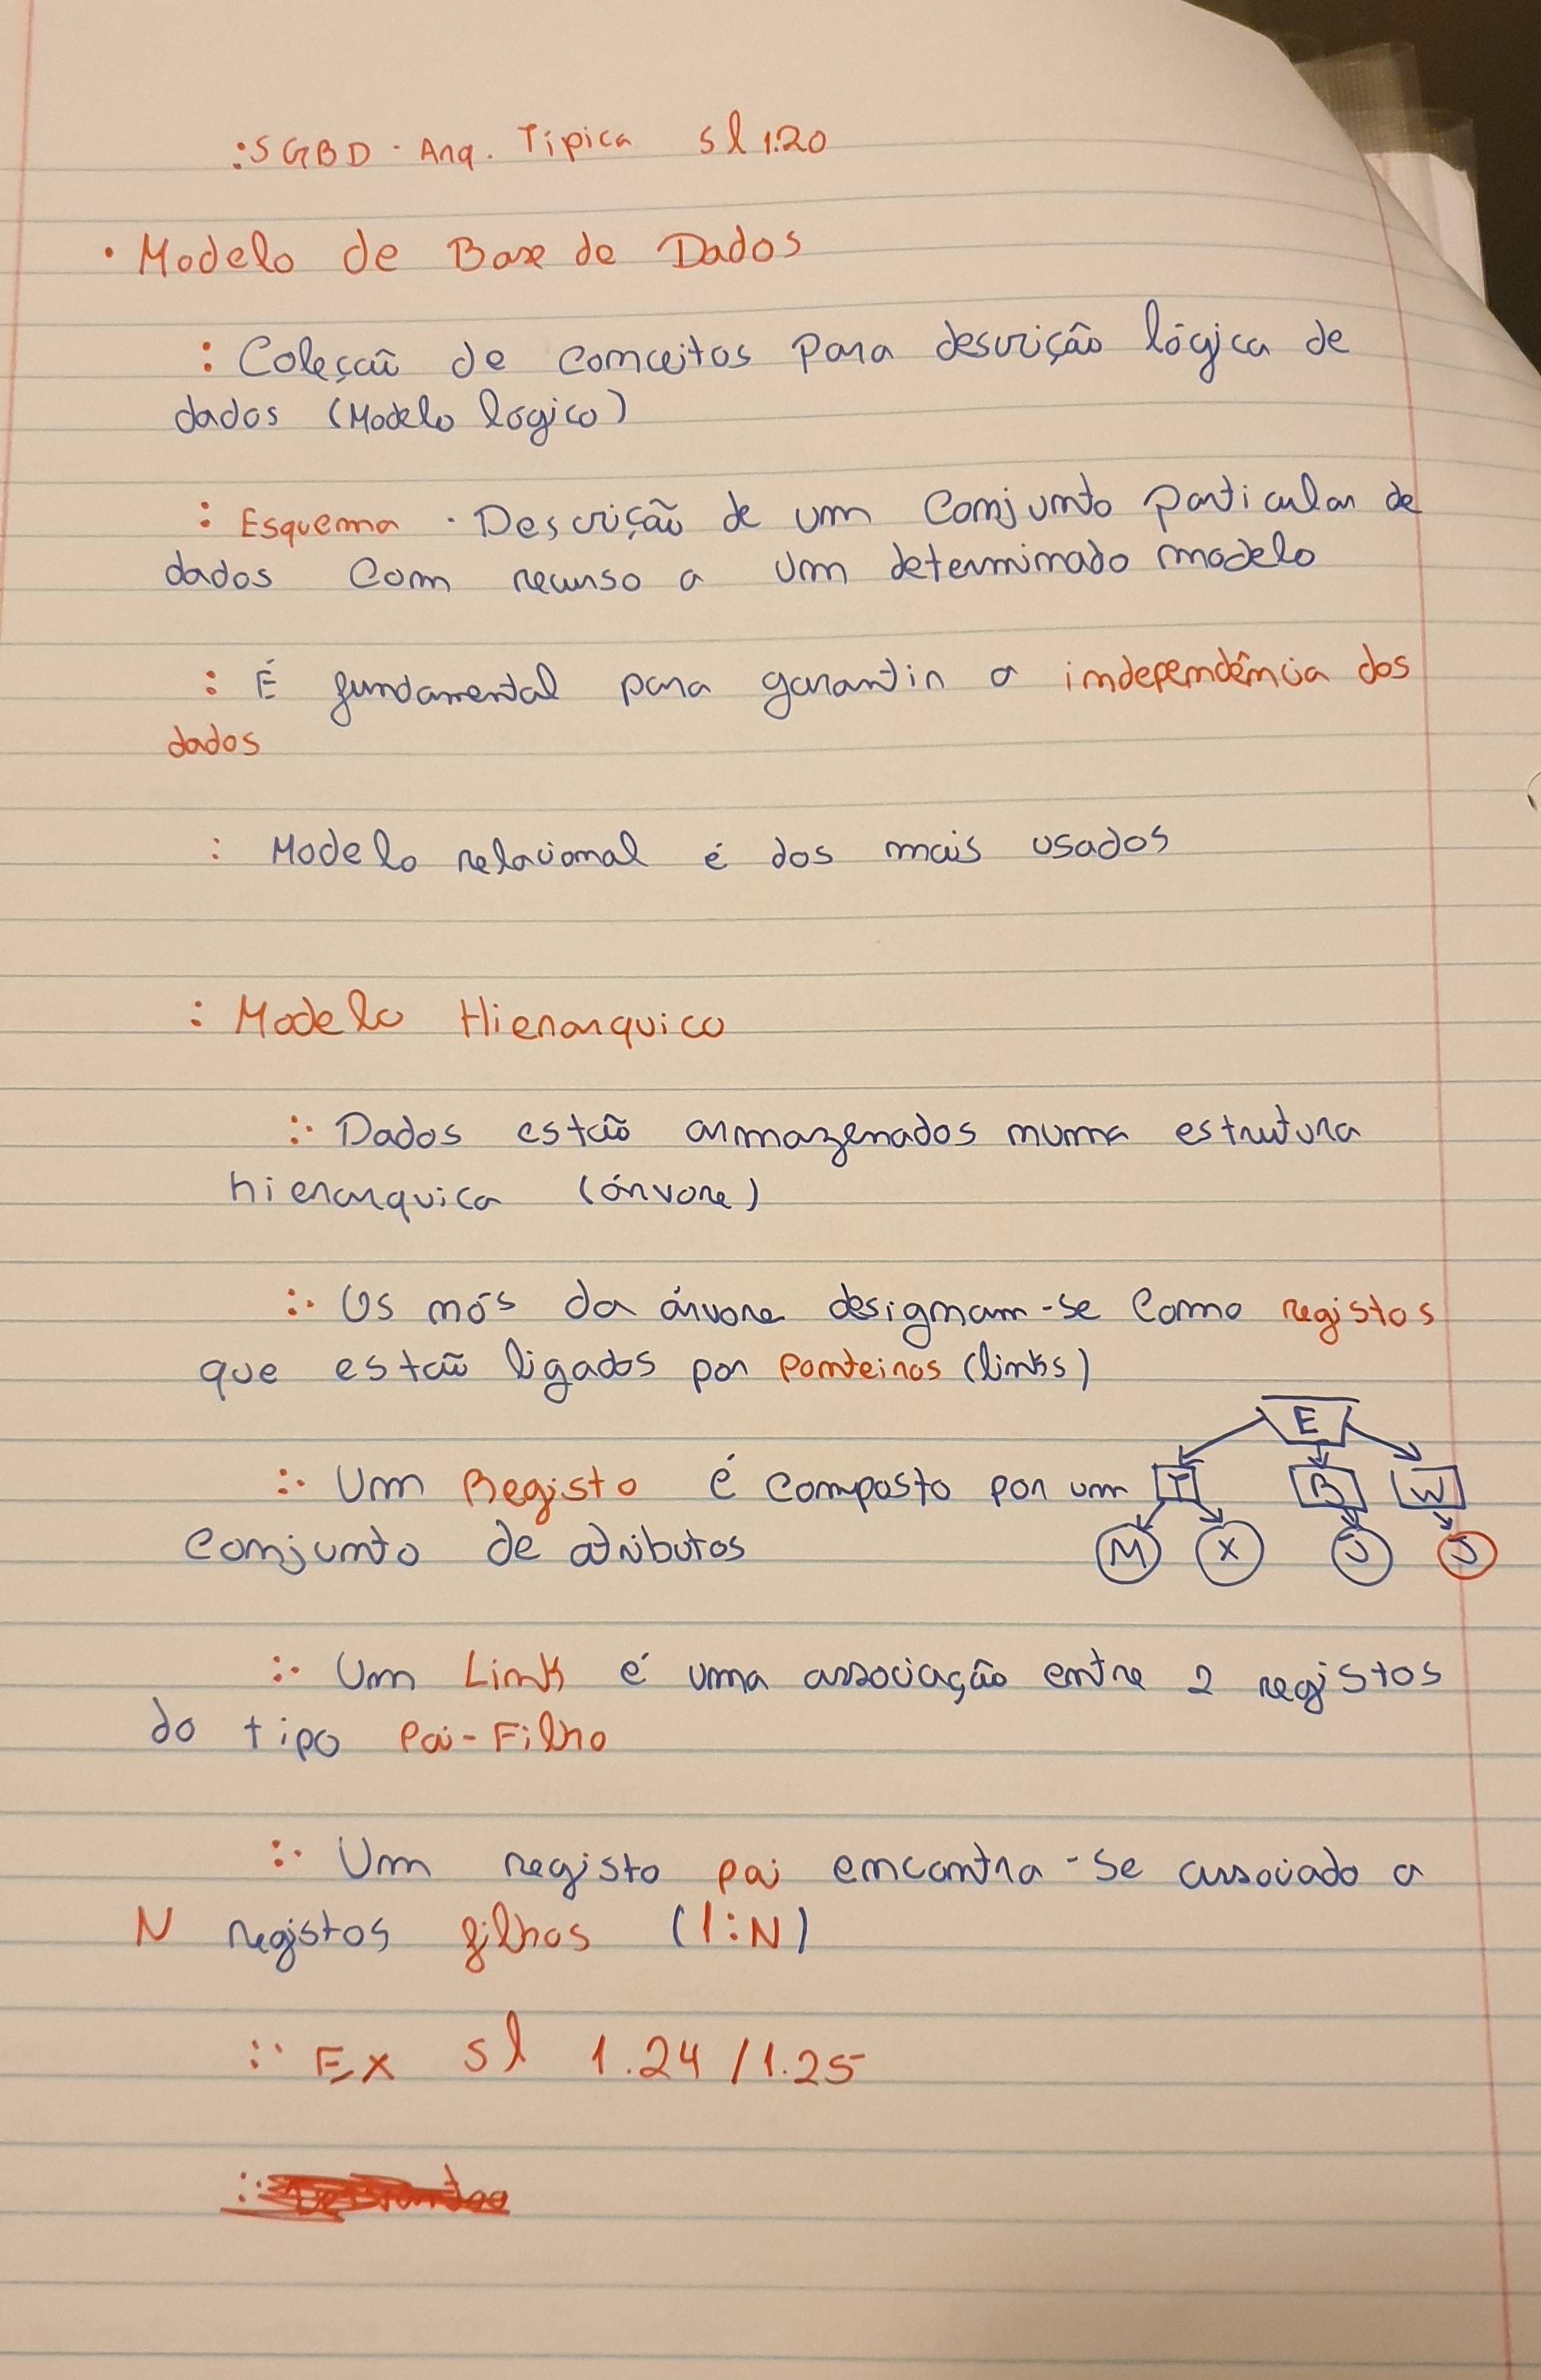 :SGBD · Arq. Típica sl 1.20
· Modelo de Base de Dados
: Coleção de conceitos para descrição lógica de
dados (Modelo logico)
: Esquema · Descrição de um conjunto particular de
dados com recurso a um determinado modelo
: É fundamental para garantir a independência dos
dados
: Modelo relacional é dos mais usados
: Modelo Hierarquico
:· Dados estão armazenados numa estrutura
hierarquica (árvore)
:· Os nós da árvore designam-se como registos
que estão ligados por ponteiros (links)
E
:· Um Registo é composto por um
T B W
conjunto de atributos
M X J J
:· Um Link é uma associação entre 2 registos
do tipo Pai-Filho
:· Um registo pai encontra-se associado a
N registos filhos (1:N)
:· Ex sl 1.24 / 1.25